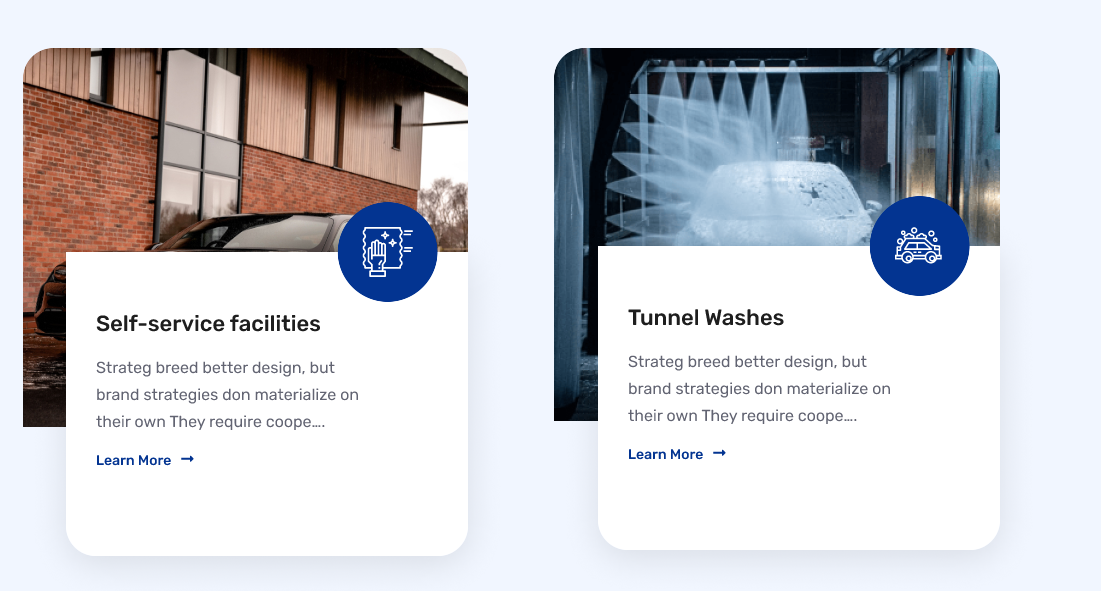 Self-service facilities
Strateg breed better design, but
brand strategies don materialize on
their own They require coope....
Learn More
Tunnel Washes
Strateg breed better design, but
brand strategies don materialize on
their own They require coope....
Learn More